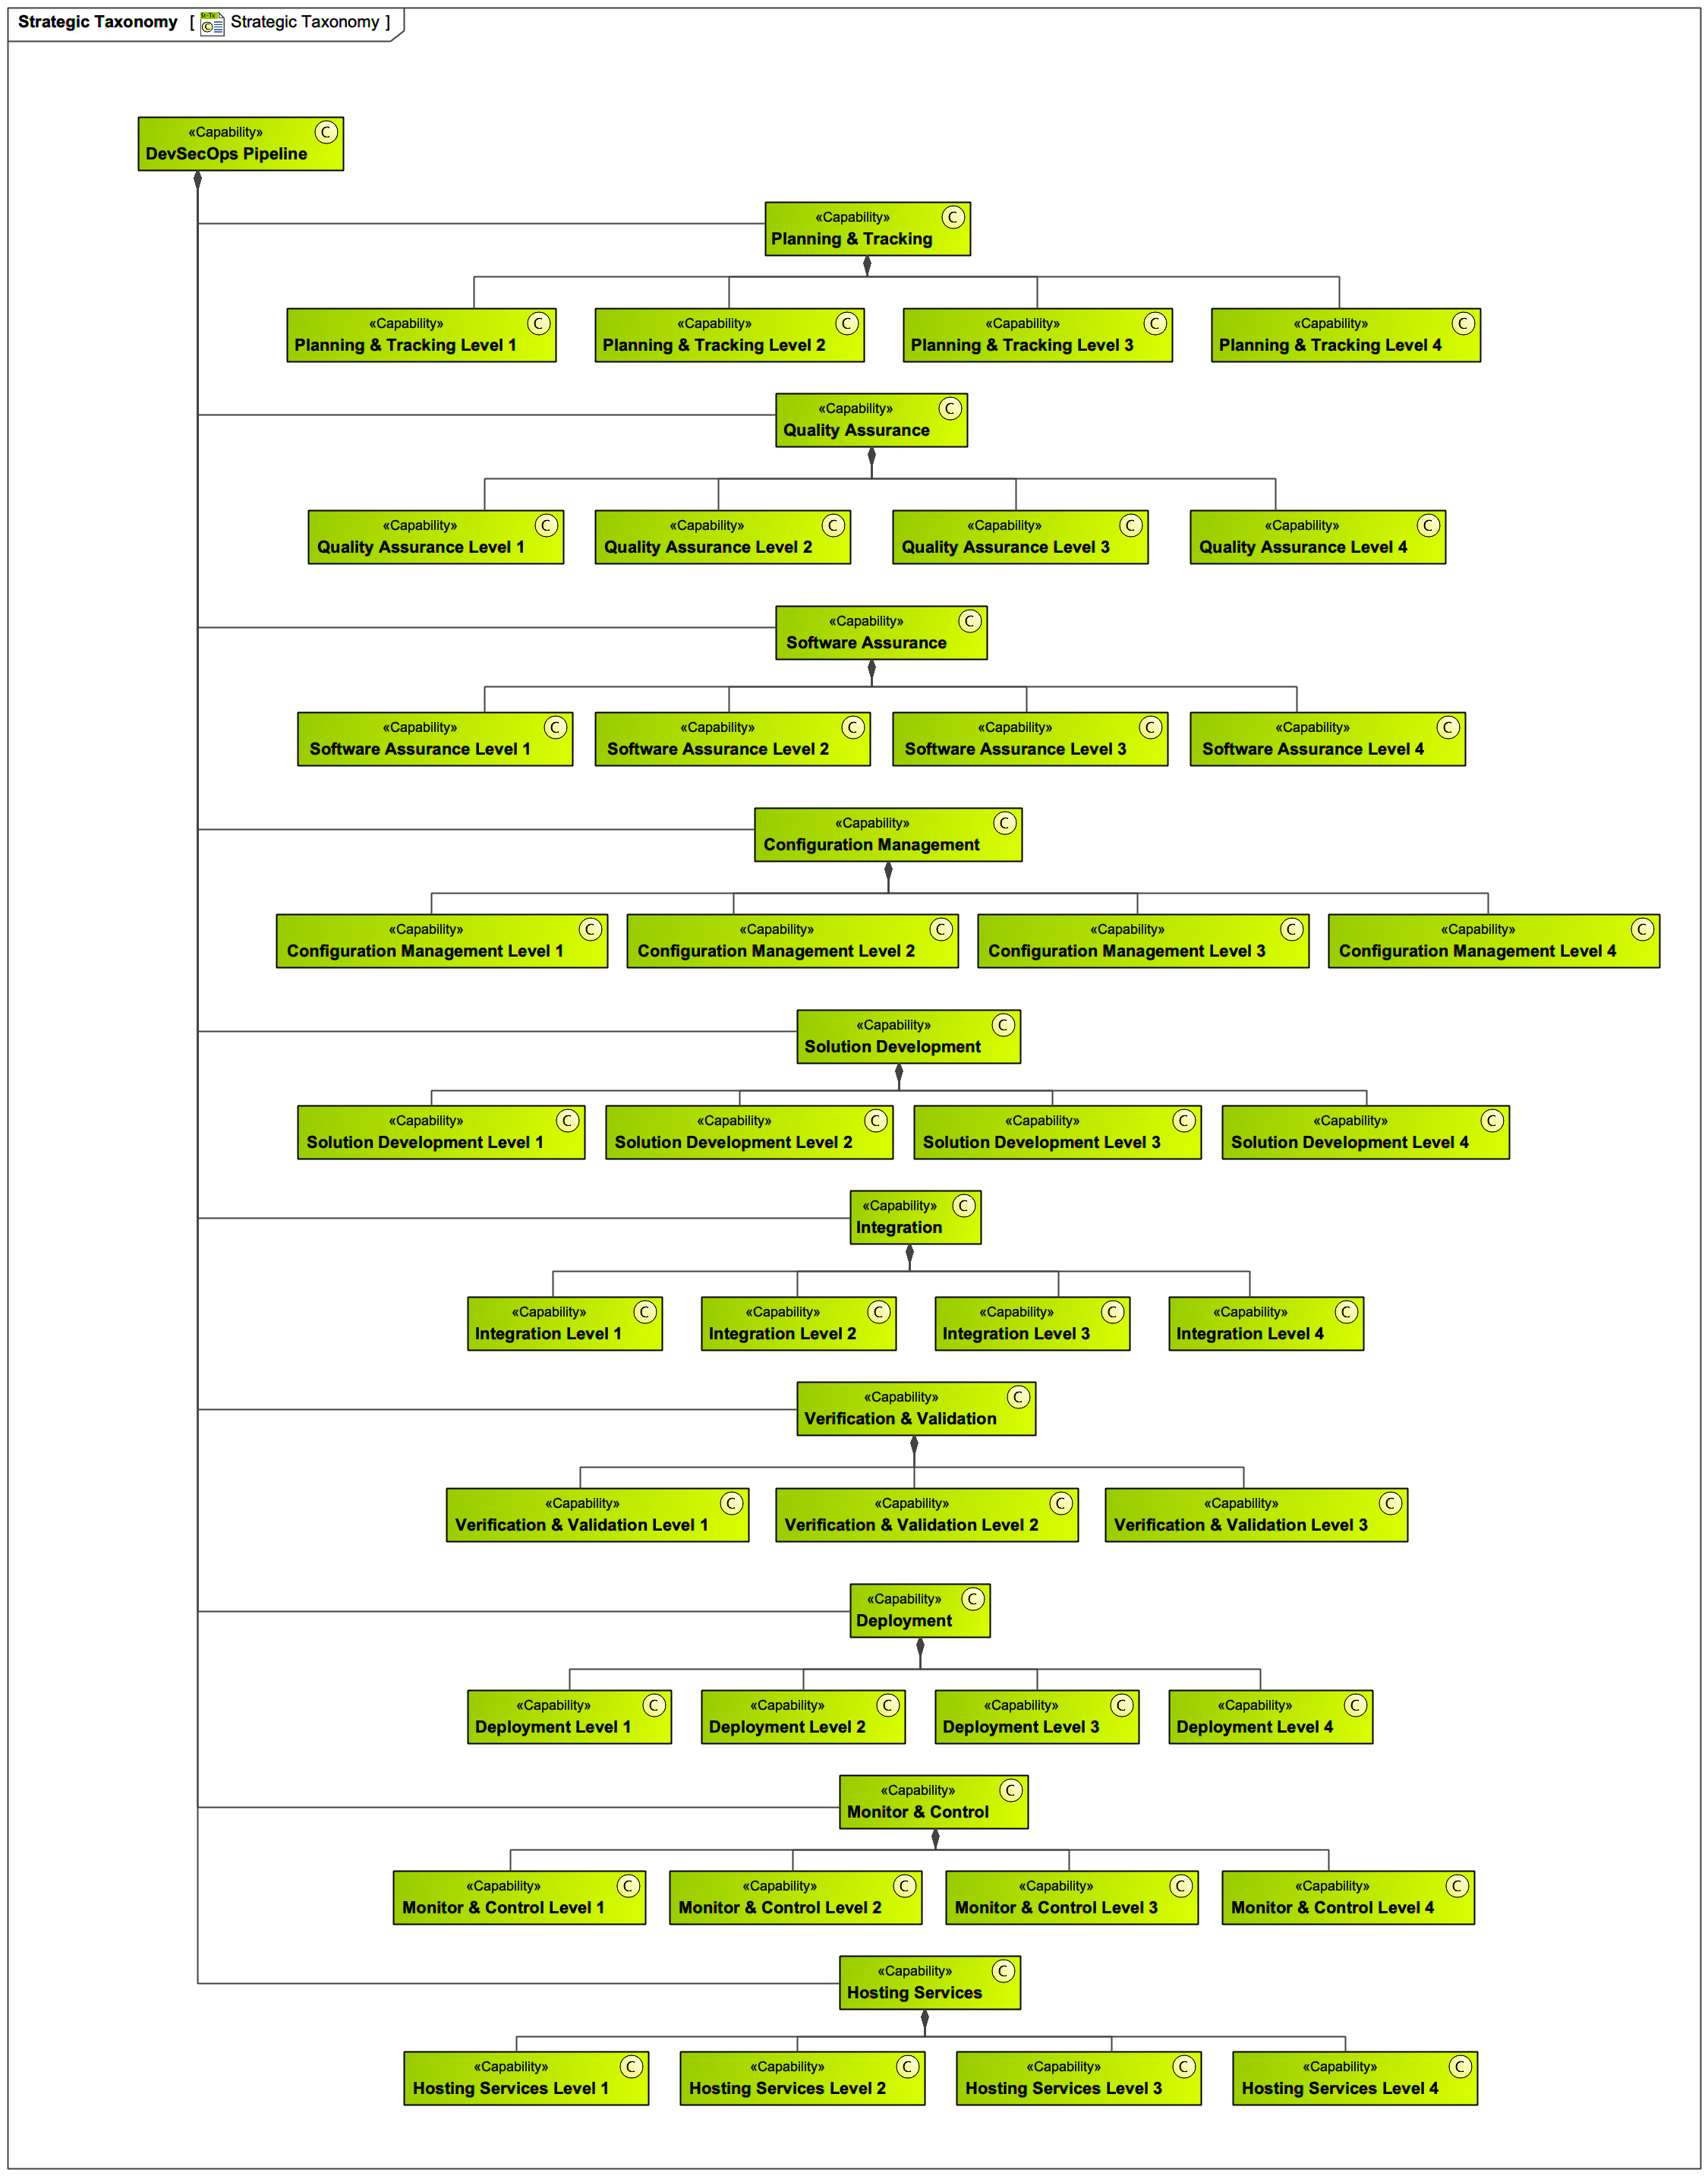 Strategic Taxonomy [ Strategic Taxonomy ]
«Capability» C
DevSecOps Pipeline
«Capability» C
Planning & Tracking
«Capability» C
Planning & Tracking Level 1
«Capability» C
Planning & Tracking Level 2
«Capability» C
Planning & Tracking Level 3
«Capability» C
Planning & Tracking Level 4
«Capability» C
Quality Assurance
«Capability» C
Quality Assurance Level 1
«Capability» C
Quality Assurance Level 2
«Capability» C
Quality Assurance Level 3
«Capability» C
Quality Assurance Level 4
«Capability» C
Software Assurance
«Capability» C
Software Assurance Level 1
«Capability» C
Software Assurance Level 2
«Capability» C
Software Assurance Level 3
«Capability» C
Software Assurance Level 4
«Capability» C
Configuration Management
«Capability» C
Configuration Management Level 1
«Capability» C
Configuration Management Level 2
«Capability» C
Configuration Management Level 3
«Capability» C
Configuration Management Level 4
«Capability» C
Solution Development
«Capability» C
Solution Development Level 1
«Capability» C
Solution Development Level 2
«Capability» C
Solution Development Level 3
«Capability» C
Solution Development Level 4
«Capability» C
Integration
«Capability» C
Integration Level 1
«Capability» C
Integration Level 2
«Capability» C
Integration Level 3
«Capability» C
Integration Level 4
«Capability» C
Verification & Validation
«Capability» C
Verification & Validation Level 1
«Capability» C
Verification & Validation Level 2
«Capability» C
Verification & Validation Level 3
«Capability» C
Deployment
«Capability» C
Deployment Level 1
«Capability» C
Deployment Level 2
«Capability» C
Deployment Level 3
«Capability» C
Deployment Level 4
«Capability» C
Monitor & Control
«Capability» C
Monitor & Control Level 1
«Capability» C
Monitor & Control Level 2
«Capability» C
Monitor & Control Level 3
«Capability» C
Monitor & Control Level 4
«Capability» C
Hosting Services
«Capability» C
Hosting Services Level 1
«Capability» C
Hosting Services Level 2
«Capability» C
Hosting Services Level 3
«Capability» C
Hosting Services Level 4